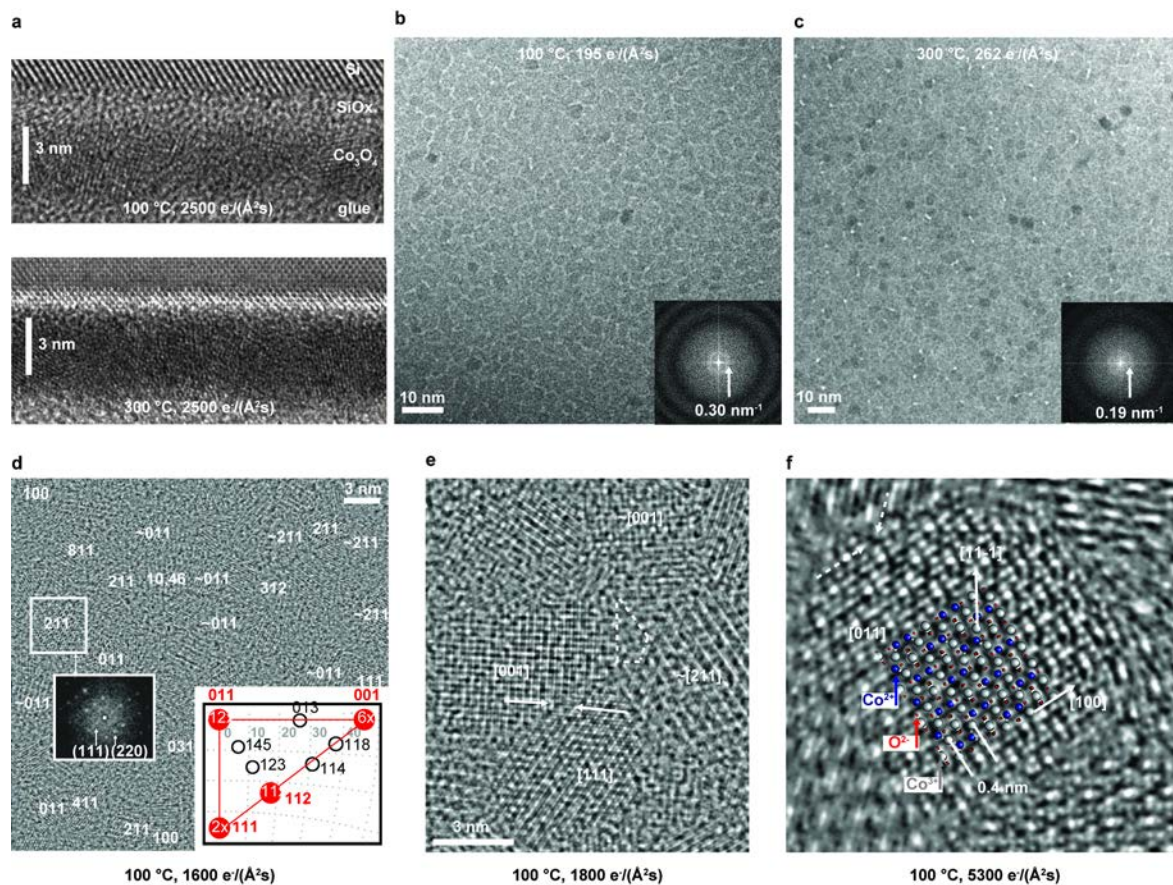 a
Si
SiOx
3 nm
Co3O4
100 °C, 2500 e-/(Å2s)
glue
3 nm
300 °C, 2500 e-/(Å2s)
b
100 °C, 195 e-/(Å2s)
10 nm
0.30 nm-1
c
300 °C, 262 e-/(Å2s)
10 nm
0.19 nm-1
d
100
3 nm
~011
~211 211
~211
811
211 10,46 ~011
312
211
~211
~011
011
~011
~011
111
(111) (220)
031
011 411
211 100
011
001
12x
013
6x
0 10 20 30 40
145
118
123
114
11
112
2x 111
100 °C, 1600 e-/(Å2s)
e
~[001]
[001]
~[211]
[111]
3 nm
100 °C, 1800 e-/(Å2s)
f
[11-1]
[011]
Co2+
[100]
O2-
Co3+
0.4 nm
100 °C, 5300 e-/(Å2s)